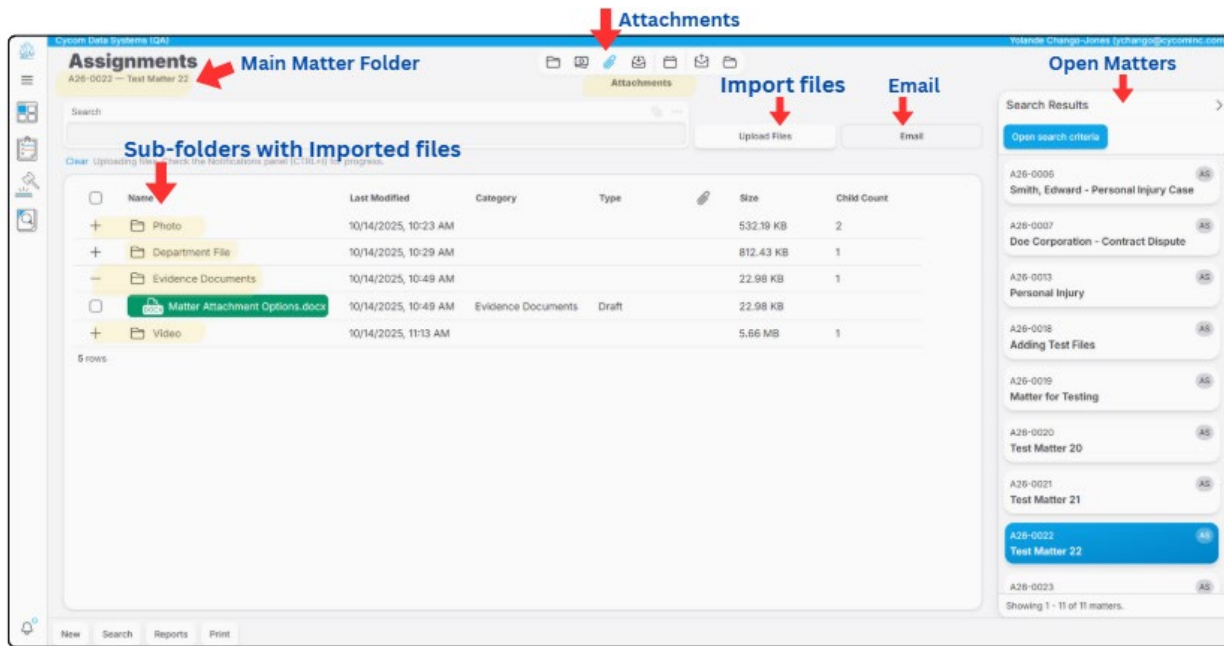 Attachments
Cycom Data Systems (QA)
Yolande Chango-Jones (ychango@cycominc.com
Assignments
A26-0022 — Test Matter 22
Main Matter Folder
Attachments
Import files
Email
Open Matters
Search
Upload Files
Email
Search Results
Open search criteria
Sub-folders with Imported files
Clear Uploading files. Check the Notifications panel (CTRL+I) for progress.
Name Last Modified Category Type Size Child Count
Photo 10/14/2025, 10:23 AM 532.19 KB 2
Department File 10/14/2025, 10:29 AM 812.43 KB 1
Evidence Documents 10/14/2025, 10:49 AM 22.98 KB 1
DOCX Matter Attachment Options.docx 10/14/2025, 10:49 AM Evidence Documents Draft 22.98 KB
Video 10/14/2025, 11:13 AM 5.66 MB 1
5 rows
A26-0006 AS
Smith, Edward - Personal Injury Case
A26-0007 AS
Doe Corporation - Contract Dispute
A26-0013 AS
Personal Injury
A26-0018 AS
Adding Test Files
A26-0019 AS
Matter for Testing
A26-0020 AS
Test Matter 20
A26-0021 AS
Test Matter 21
A26-0022 AS
Test Matter 22
A26-0023 AS
Showing 1 - 11 of 11 matters.
New Search Reports Print